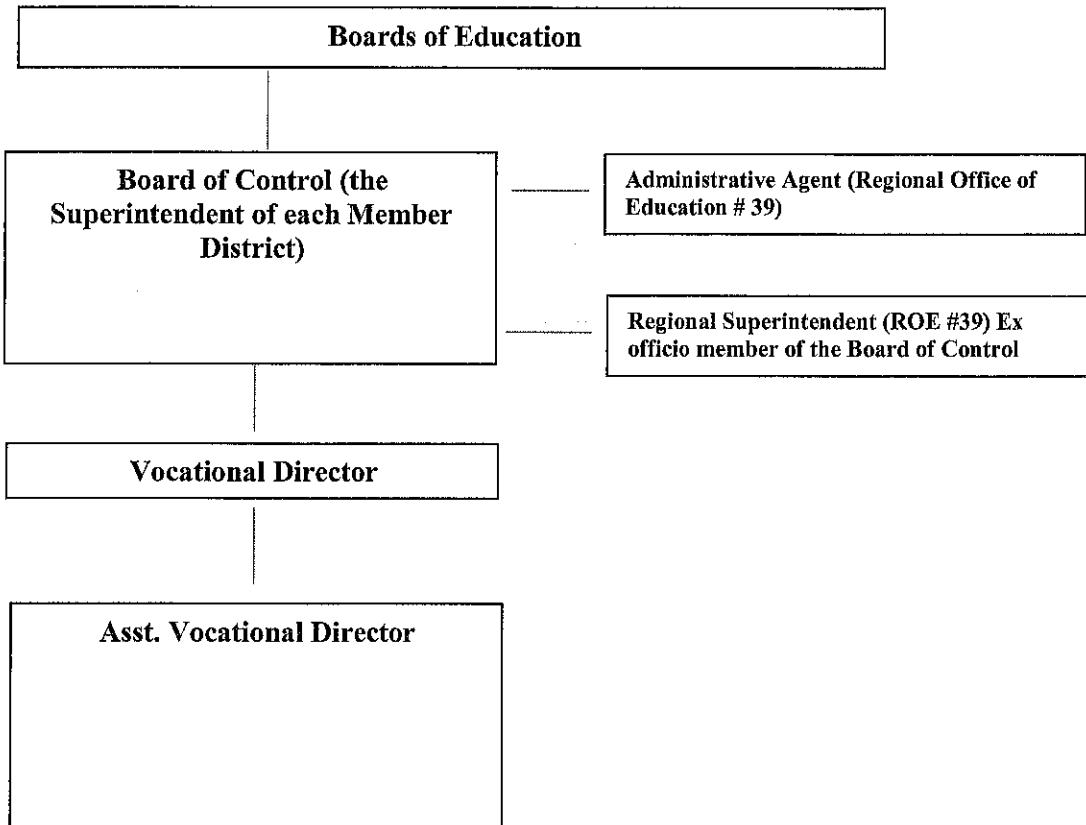 Boards of Education
Board of Control (the
Superintendent of each Member
District)
Administrative Agent (Regional Office of
Education # 39)
Regional Superintendent (ROE #39) Ex
officio member of the Board of Control
Vocational Director
Asst. Vocational Director